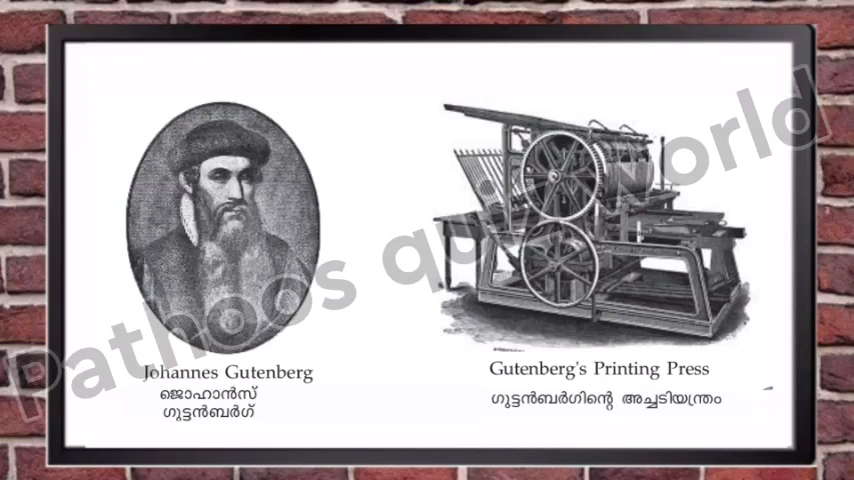 Johannes Gutenberg
ജൊഹാൻസ്
ഗുട്ടൻബർഗ്
Gutenberg's Printing Press
ഗുട്ടൻബർഗിന്റെ അച്ചടിയന്ത്രം
Pathoos quiz World